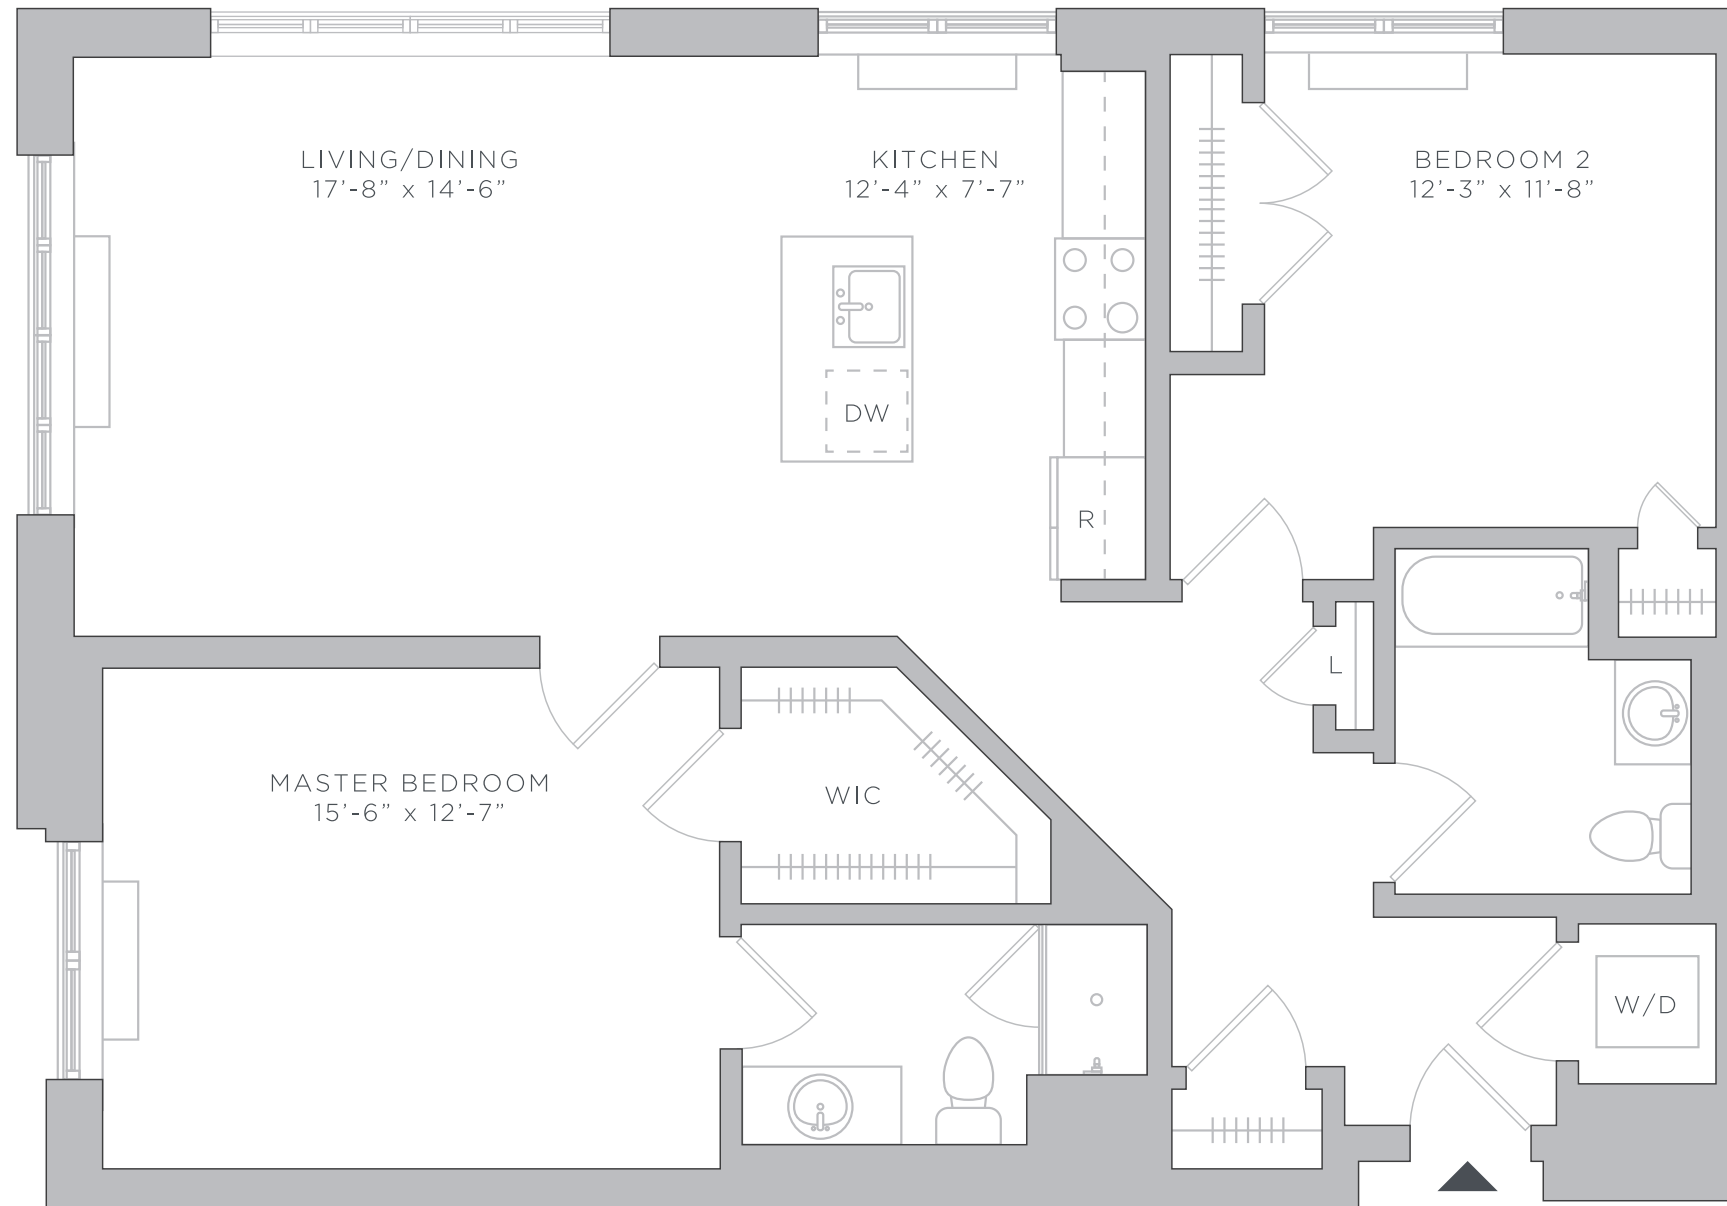 LIVING/DINING
17'-8” x 14'-6”
KITCHEN
12'-4” x 7'-7”
BEDROOM 2
12'-3” x 11'-8”
DW
R
L
MASTER BEDROOM
15'-6” x 12'-7”
WIC
W/D